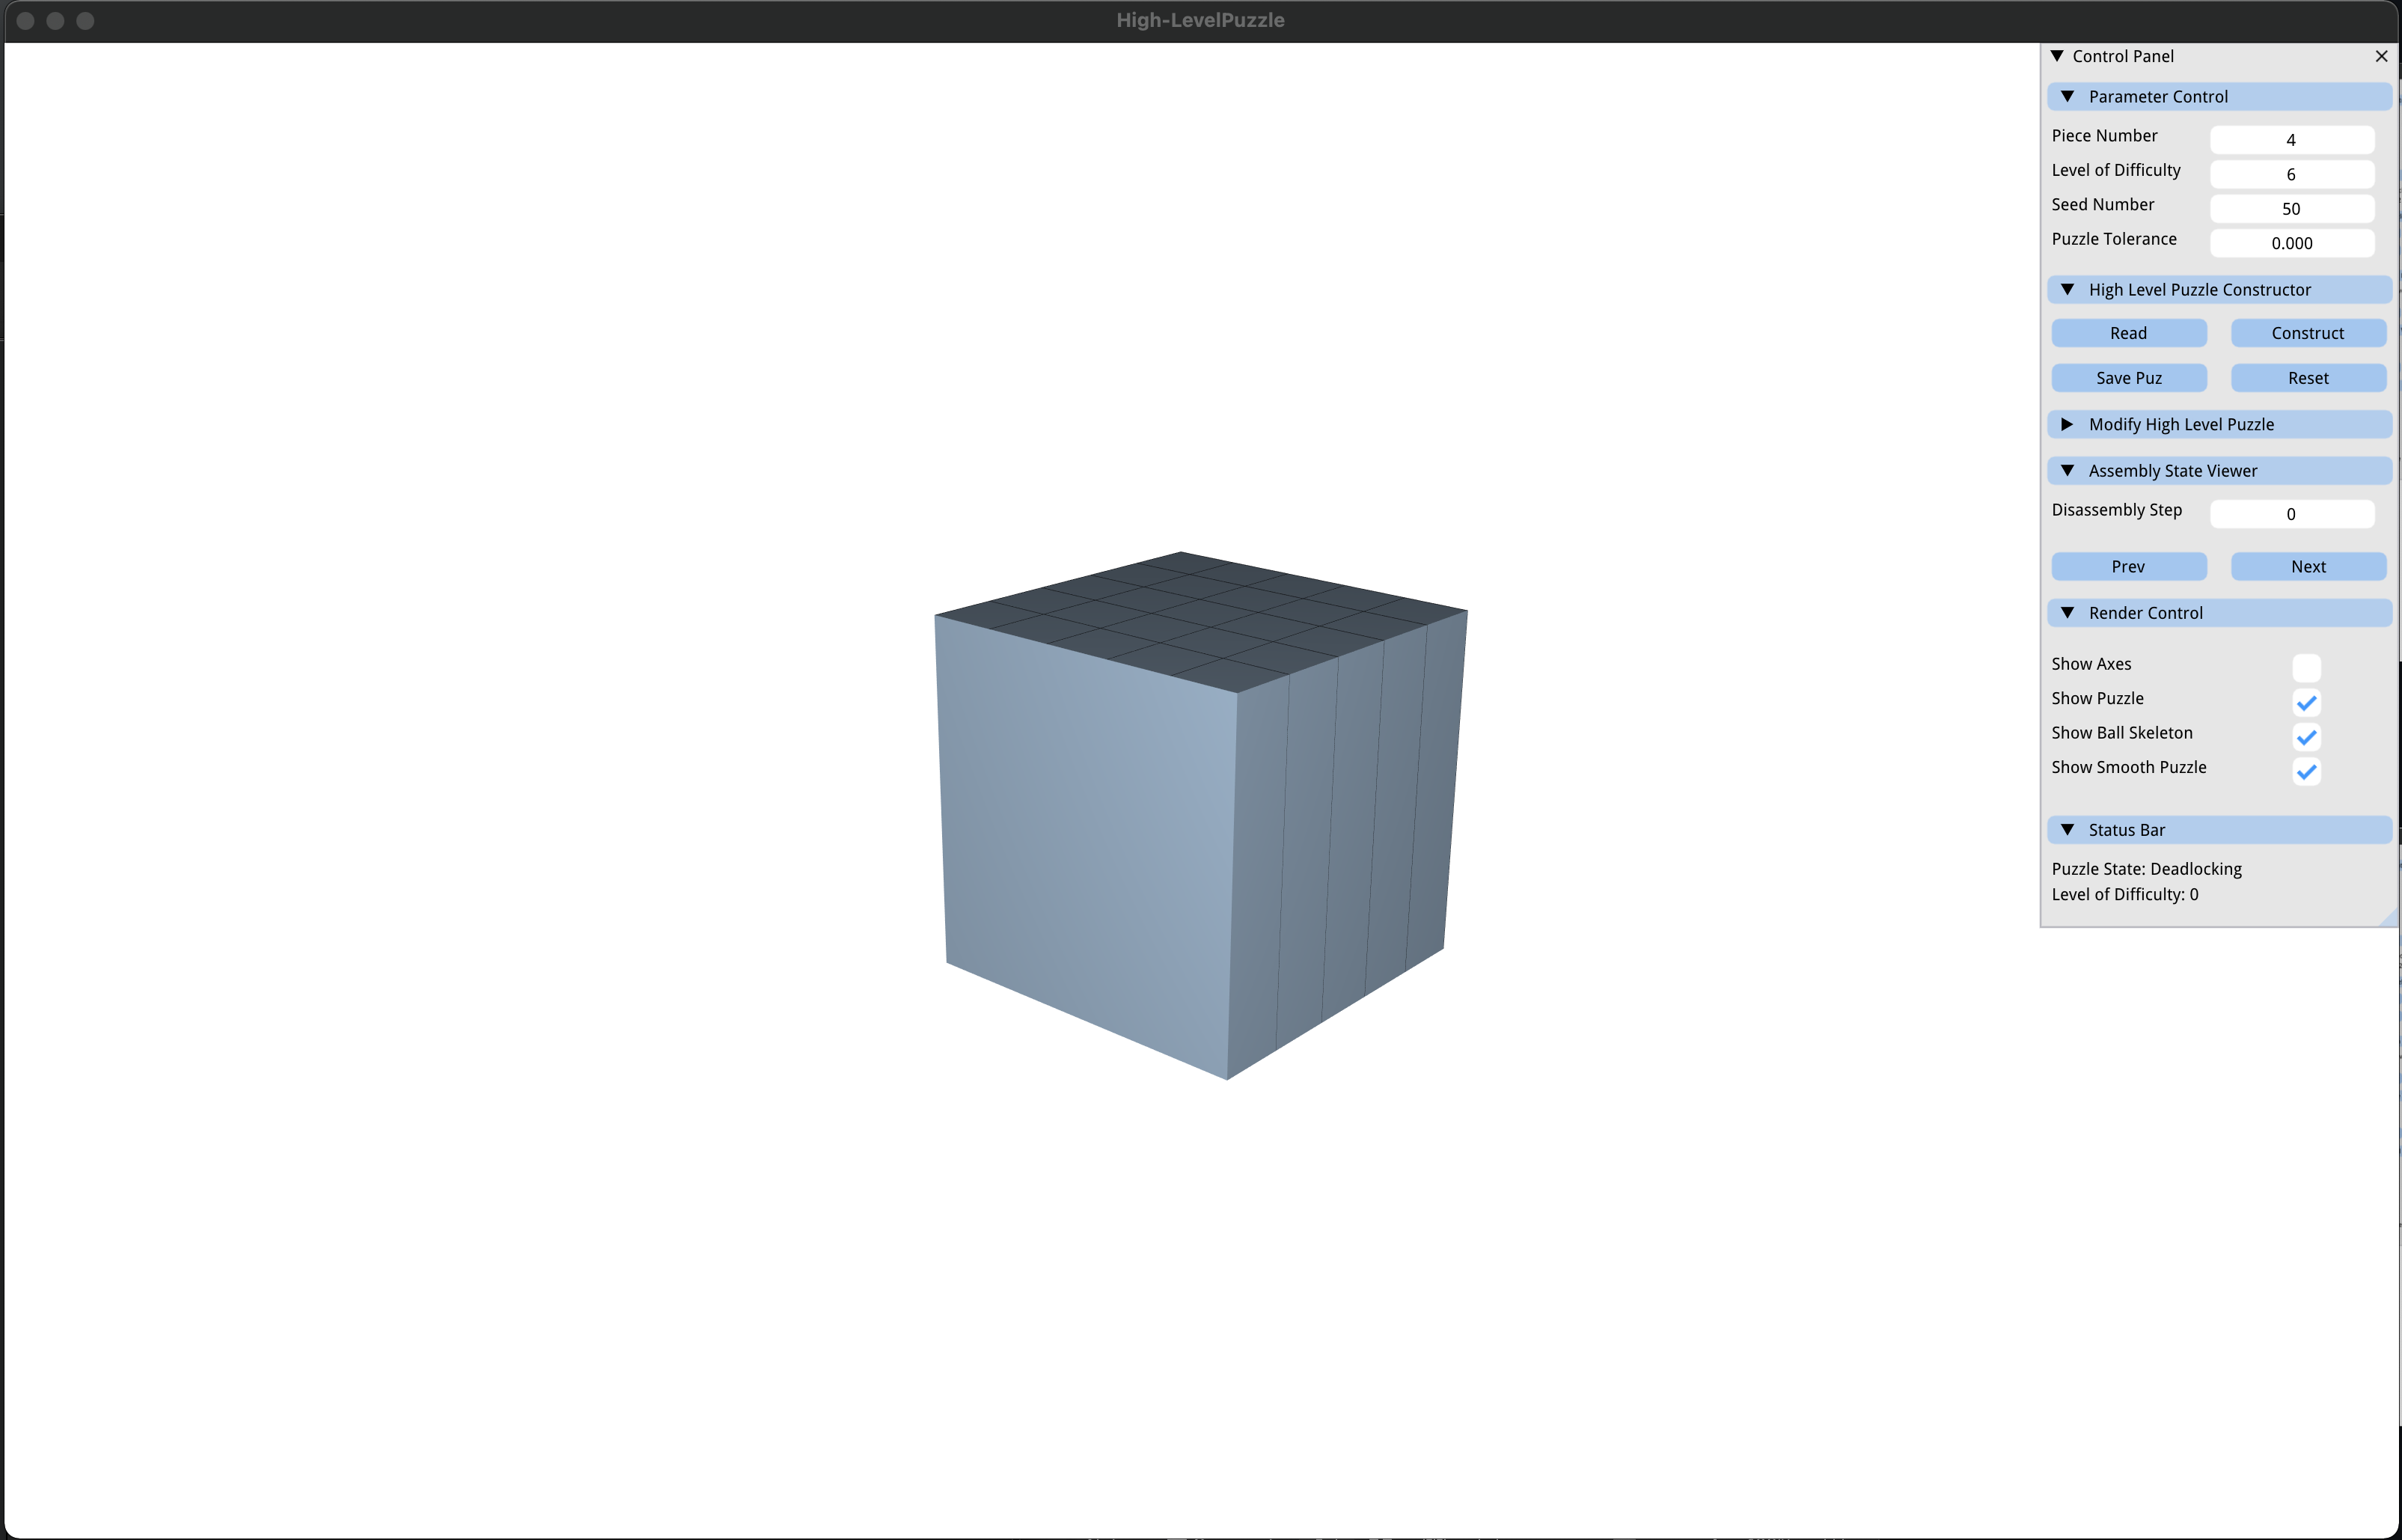 High-LevelPuzzle
Control Panel
Parameter Control
Piece Number 4
Level of Difficulty 6
Seed Number 50
Puzzle Tolerance 0.000
High Level Puzzle Constructor
Read Construct
Save Puz Reset
Modify High Level Puzzle
Assembly State Viewer
Disassembly Step 0
Prev Next
Render Control
Show Axes
Show Puzzle
Show Ball Skeleton
Show Smooth Puzzle
Status Bar
Puzzle State: Deadlocking
Level of Difficulty: 0